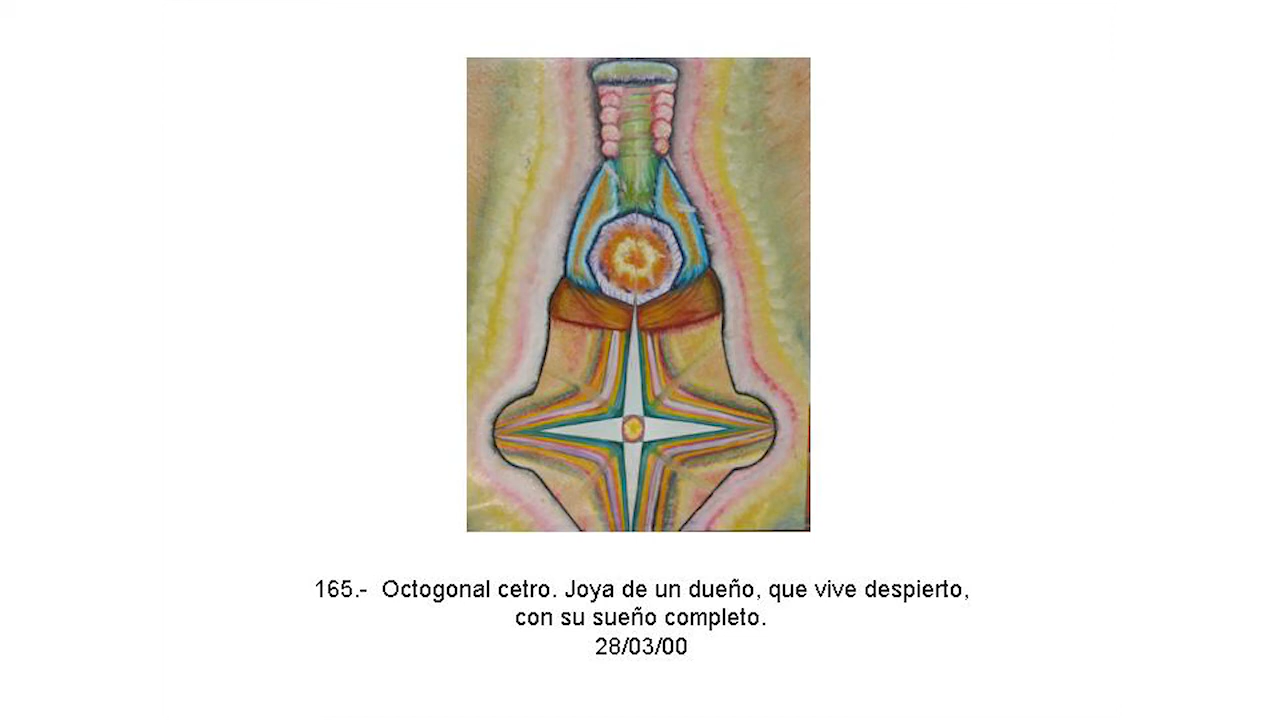 165.-  Octogonal cetro. Joya de un dueño, que vive despierto,
con su sueño completo.
28/03/00